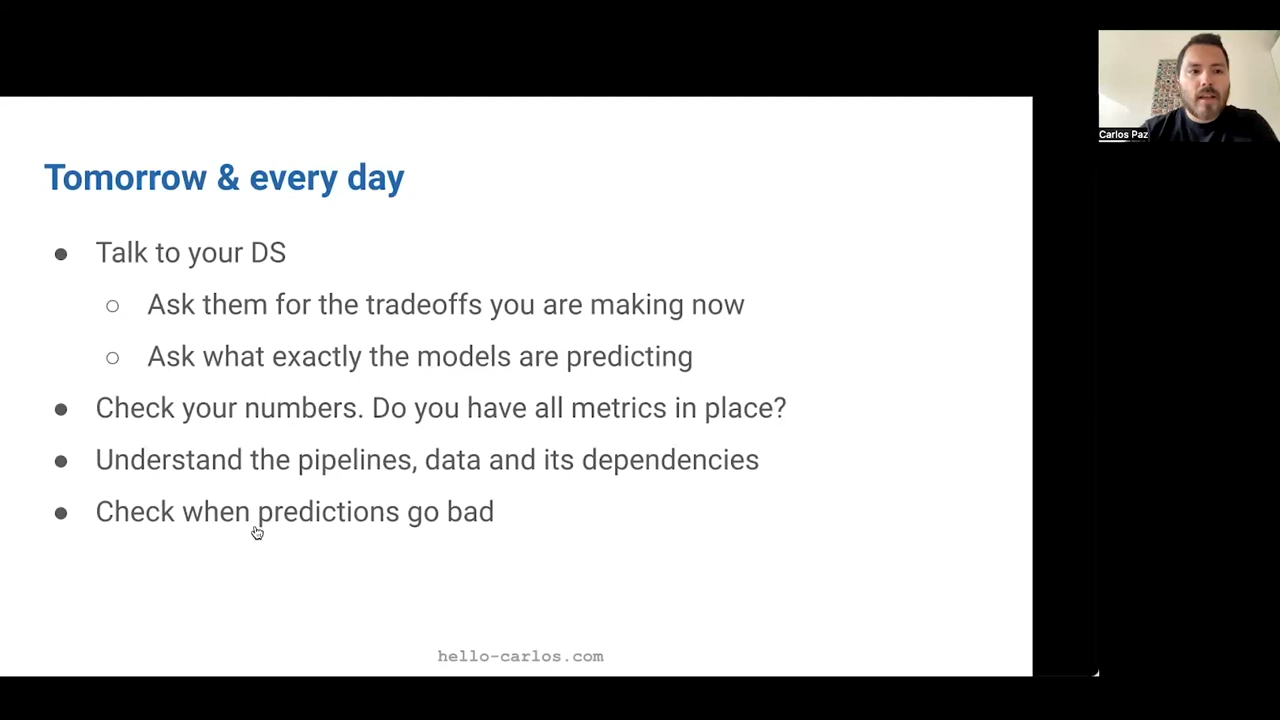 Carlos Paz
Tomorrow & every day
● Talk to your DS
○ Ask them for the tradeoffs you are making now
○ Ask what exactly the models are predicting
● Check your numbers. Do you have all metrics in place?
● Understand the pipelines, data and its dependencies
● Check when predictions go bad
hello-carlos.com